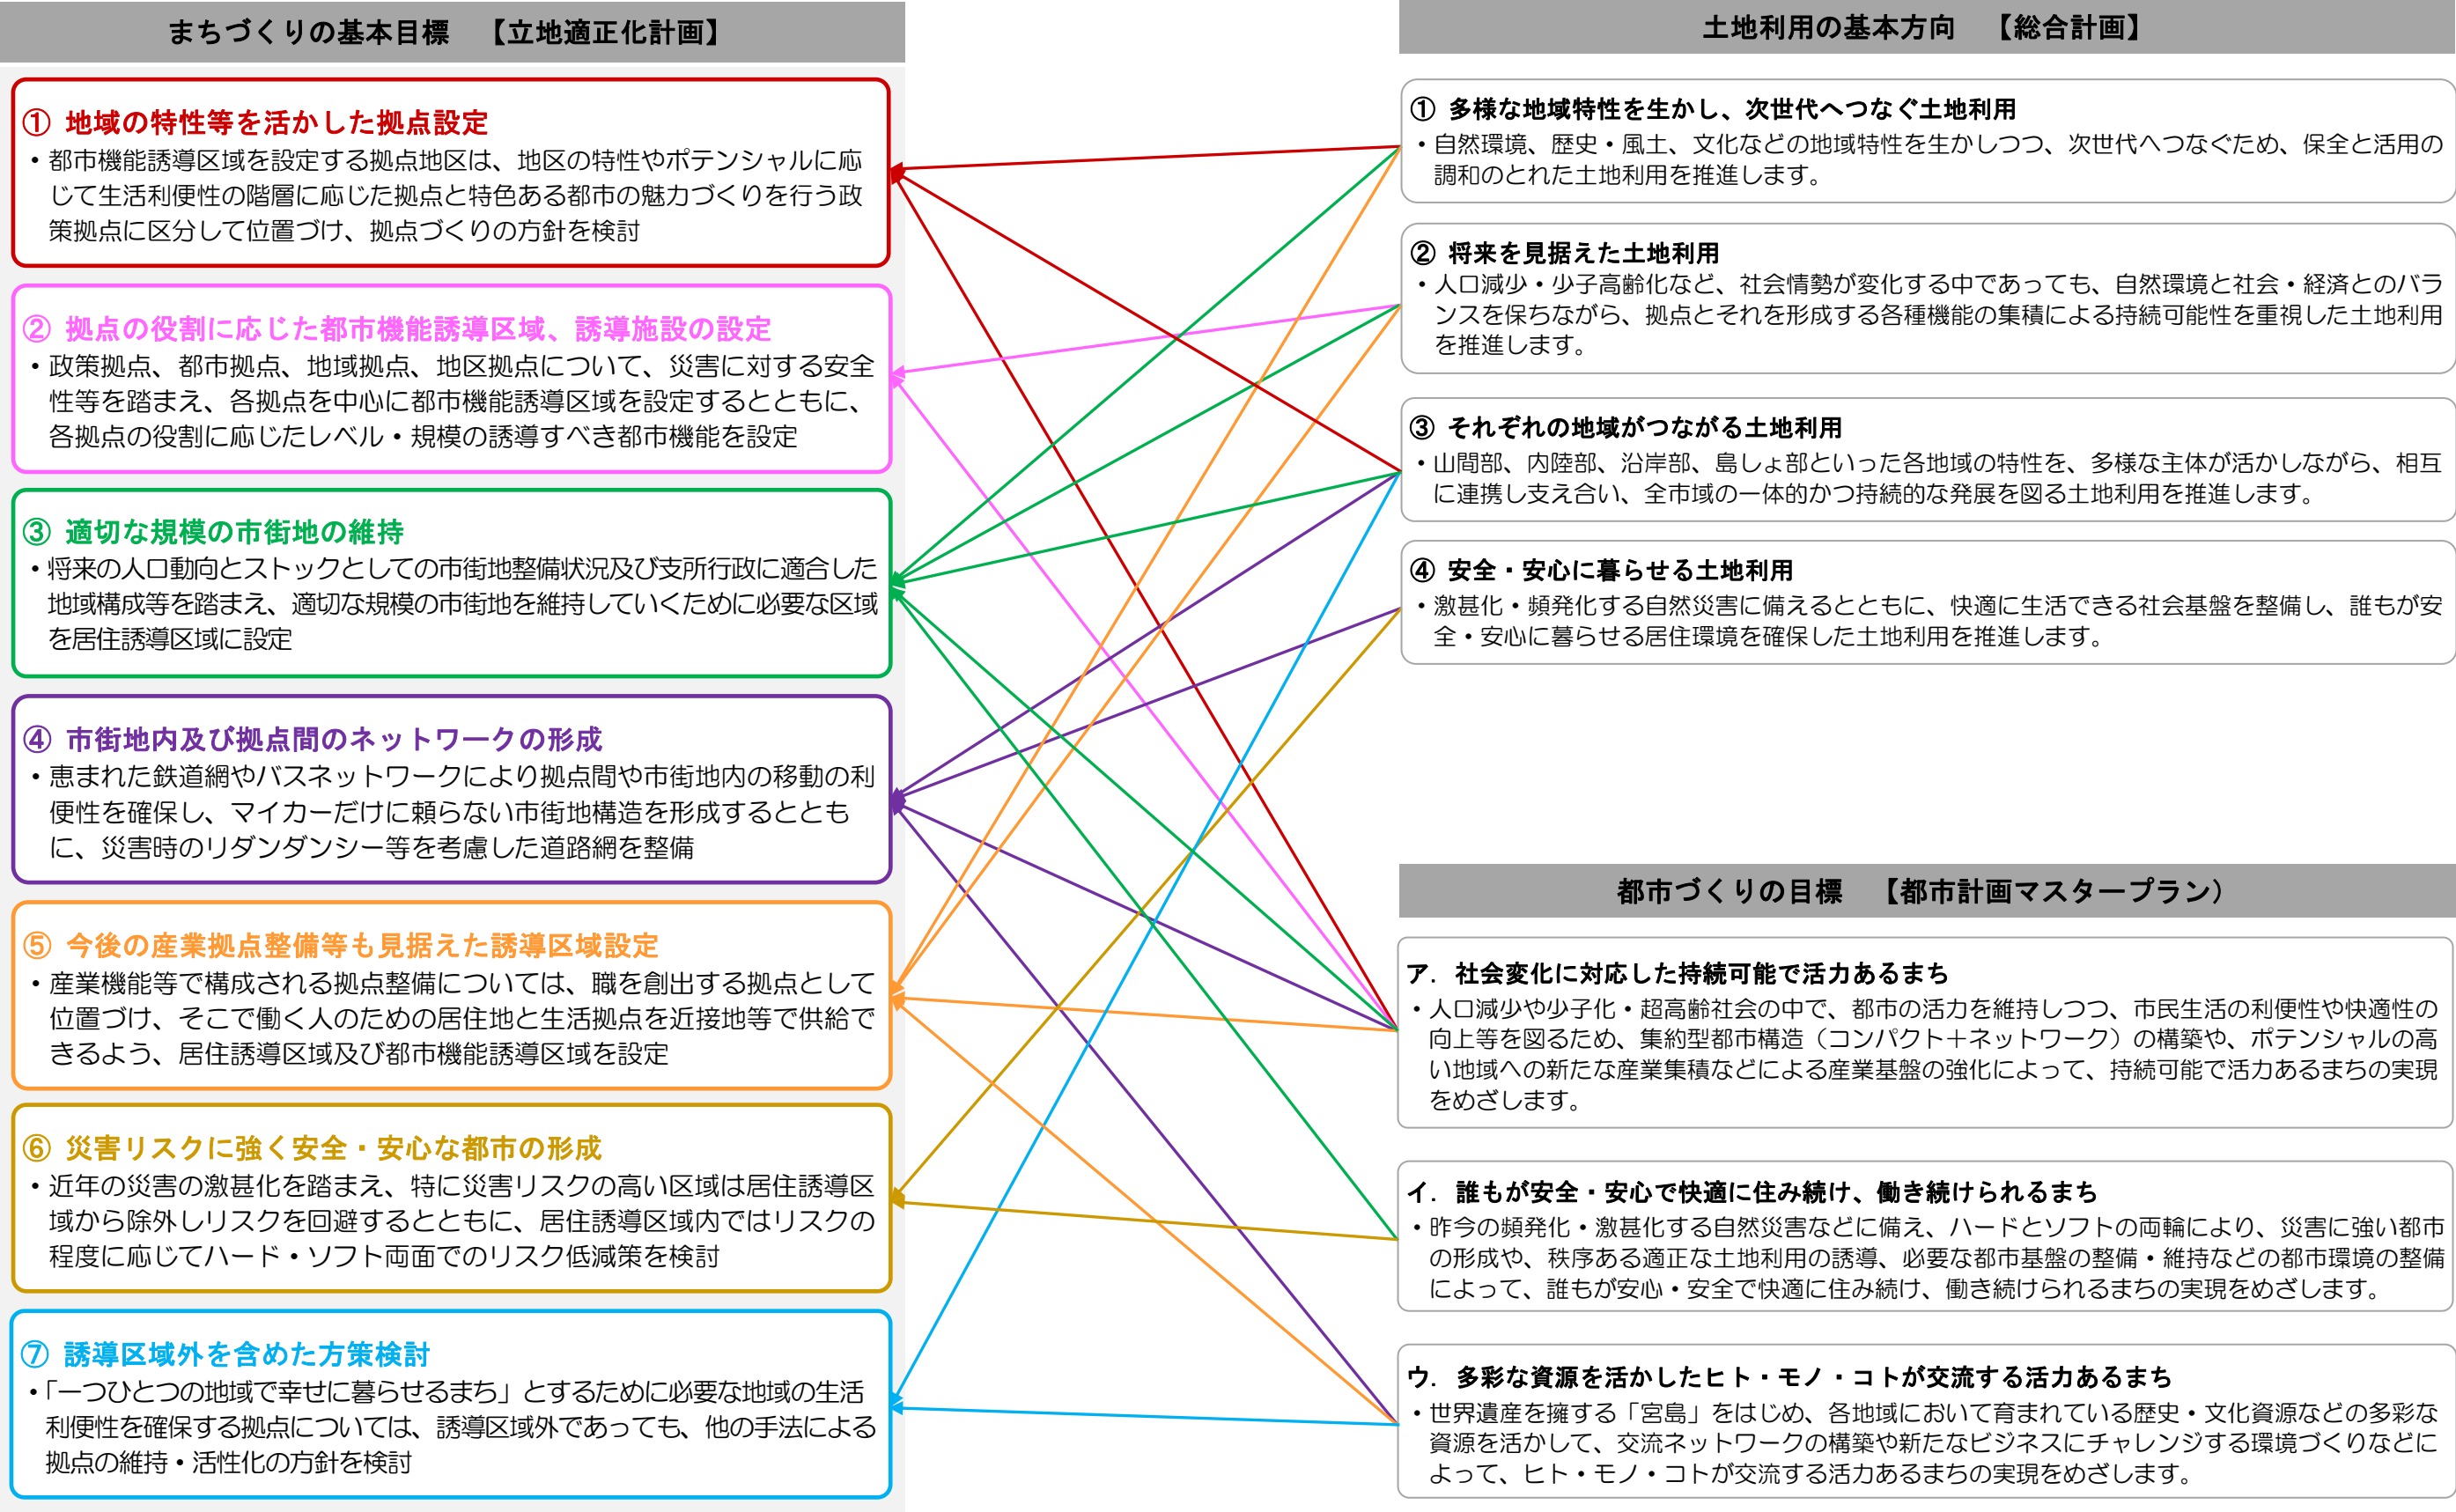 まちづくりの基本目標　【立地適正化計画】
① 地域の特性等を活かした拠点設定
・都市機能誘導区域を設定する拠点地区は、地区の特性やポテンシャルに応
じて生活利便性の階層に応じた拠点と特色ある都市の魅力づくりを行う政
策拠点に区分して位置づけ、拠点づくりの方針を検討
② 拠点の役割に応じた都市機能誘導区域、誘導施設の設定
・政策拠点、都市拠点、地域拠点、地区拠点について、災害に対する安全
性等を踏まえ、各拠点を中心に都市機能誘導区域を設定するとともに、
各拠点の役割に応じたレベル・規模の誘導すべき都市機能を設定
③ 適切な規模の市街地の維持
・将来の人口動向とストックとしての市街地整備状況及び支所行政に適合した
地域構成等を踏まえ、適切な規模の市街地を維持していくために必要な区域
を居住誘導区域に設定
④ 市街地内及び拠点間のネットワークの形成
・恵まれた鉄道網やバスネットワークにより拠点間や市街地内の移動の利
便性を確保し、マイカーだけに頼らない市街地構造を形成するととも
に、災害時のリダンダンシー等を考慮した道路網を整備
⑤ 今後の産業拠点整備等も見据えた誘導区域設定
・産業機能等で構成される拠点整備については、職を創出する拠点として
位置づけ、そこで働く人のための居住地と生活拠点を近接地等で供給で
きるよう、居住誘導区域及び都市機能誘導区域を設定
⑥ 災害リスクに強く安全・安心な都市の形成
・近年の災害の激甚化を踏まえ、特に災害リスクの高い区域は居住誘導区
域から除外しリスクを回避するとともに、居住誘導区域内ではリスクの
程度に応じてハード・ソフト両面でのリスク低減策を検討
⑦ 誘導区域外を含めた方策検討
・「一つひとつの地域で幸せに暮らせるまち」とするために必要な地域の生活
利便性を確保する拠点については、誘導区域外であっても、他の手法による
拠点の維持・活性化の方針を検討
土地利用の基本方向　【総合計画】
① 多様な地域特性を生かし、次世代へつなぐ土地利用
・自然環境、歴史・風土、文化などの地域特性を生かしつつ、次世代へつなぐため、保全と活用の
調和のとれた土地利用を推進します。
② 将来を見据えた土地利用
・人口減少・少子高齢化など、社会情勢が変化する中であっても、自然環境と社会・経済とのバラ
ンスを保ちながら、拠点とそれを形成する各種機能の集積による持続可能性を重視した土地利用
を推進します。
③ それぞれの地域がつながる土地利用
・山間部、内陸部、沿岸部、島しょ部といった各地域の特性を、多様な主体が活かしながら、相互
に連携し支え合い、全市域の一体的かつ持続的な発展を図る土地利用を推進します。
④ 安全・安心に暮らせる土地利用
・激甚化・頻発化する自然災害に備えるとともに、快適に生活できる社会基盤を整備し、誰もが安
全・安心に暮らせる居住環境を確保した土地利用を推進します。
都市づくりの目標　【都市計画マスタープラン）
ア．社会変化に対応した持続可能で活力あるまち
・人口減少や少子化・超高齢社会の中で、都市の活力を維持しつつ、市民生活の利便性や快適性の
向上等を図るため、集約型都市構造（コンパクト＋ネットワーク）の構築や、ポテンシャルの高
い地域への新たな産業集積などによる産業基盤の強化によって、持続可能で活力あるまちの実現
をめざします。
イ．誰もが安全・安心で快適に住み続け、働き続けられるまち
・昨今の頻発化・激甚化する自然災害などに備え、ハードとソフトの両輪により、災害に強い都市
の形成や、秩序ある適正な土地利用の誘導、必要な都市基盤の整備・維持などの都市環境の整備
によって、誰もが安心・安全で快適に住み続け、働き続けられるまちの実現をめざします。
ウ．多彩な資源を活かしたヒト・モノ・コトが交流する活力あるまち
・世界遺産を擁する「宮島」をはじめ、各地域において育まれている歴史・文化資源などの多彩な
資源を活かして、交流ネットワークの構築や新たなビジネスにチャレンジする環境づくりなどに
よって、ヒト・モノ・コトが交流する活力あるまちの実現をめざします。